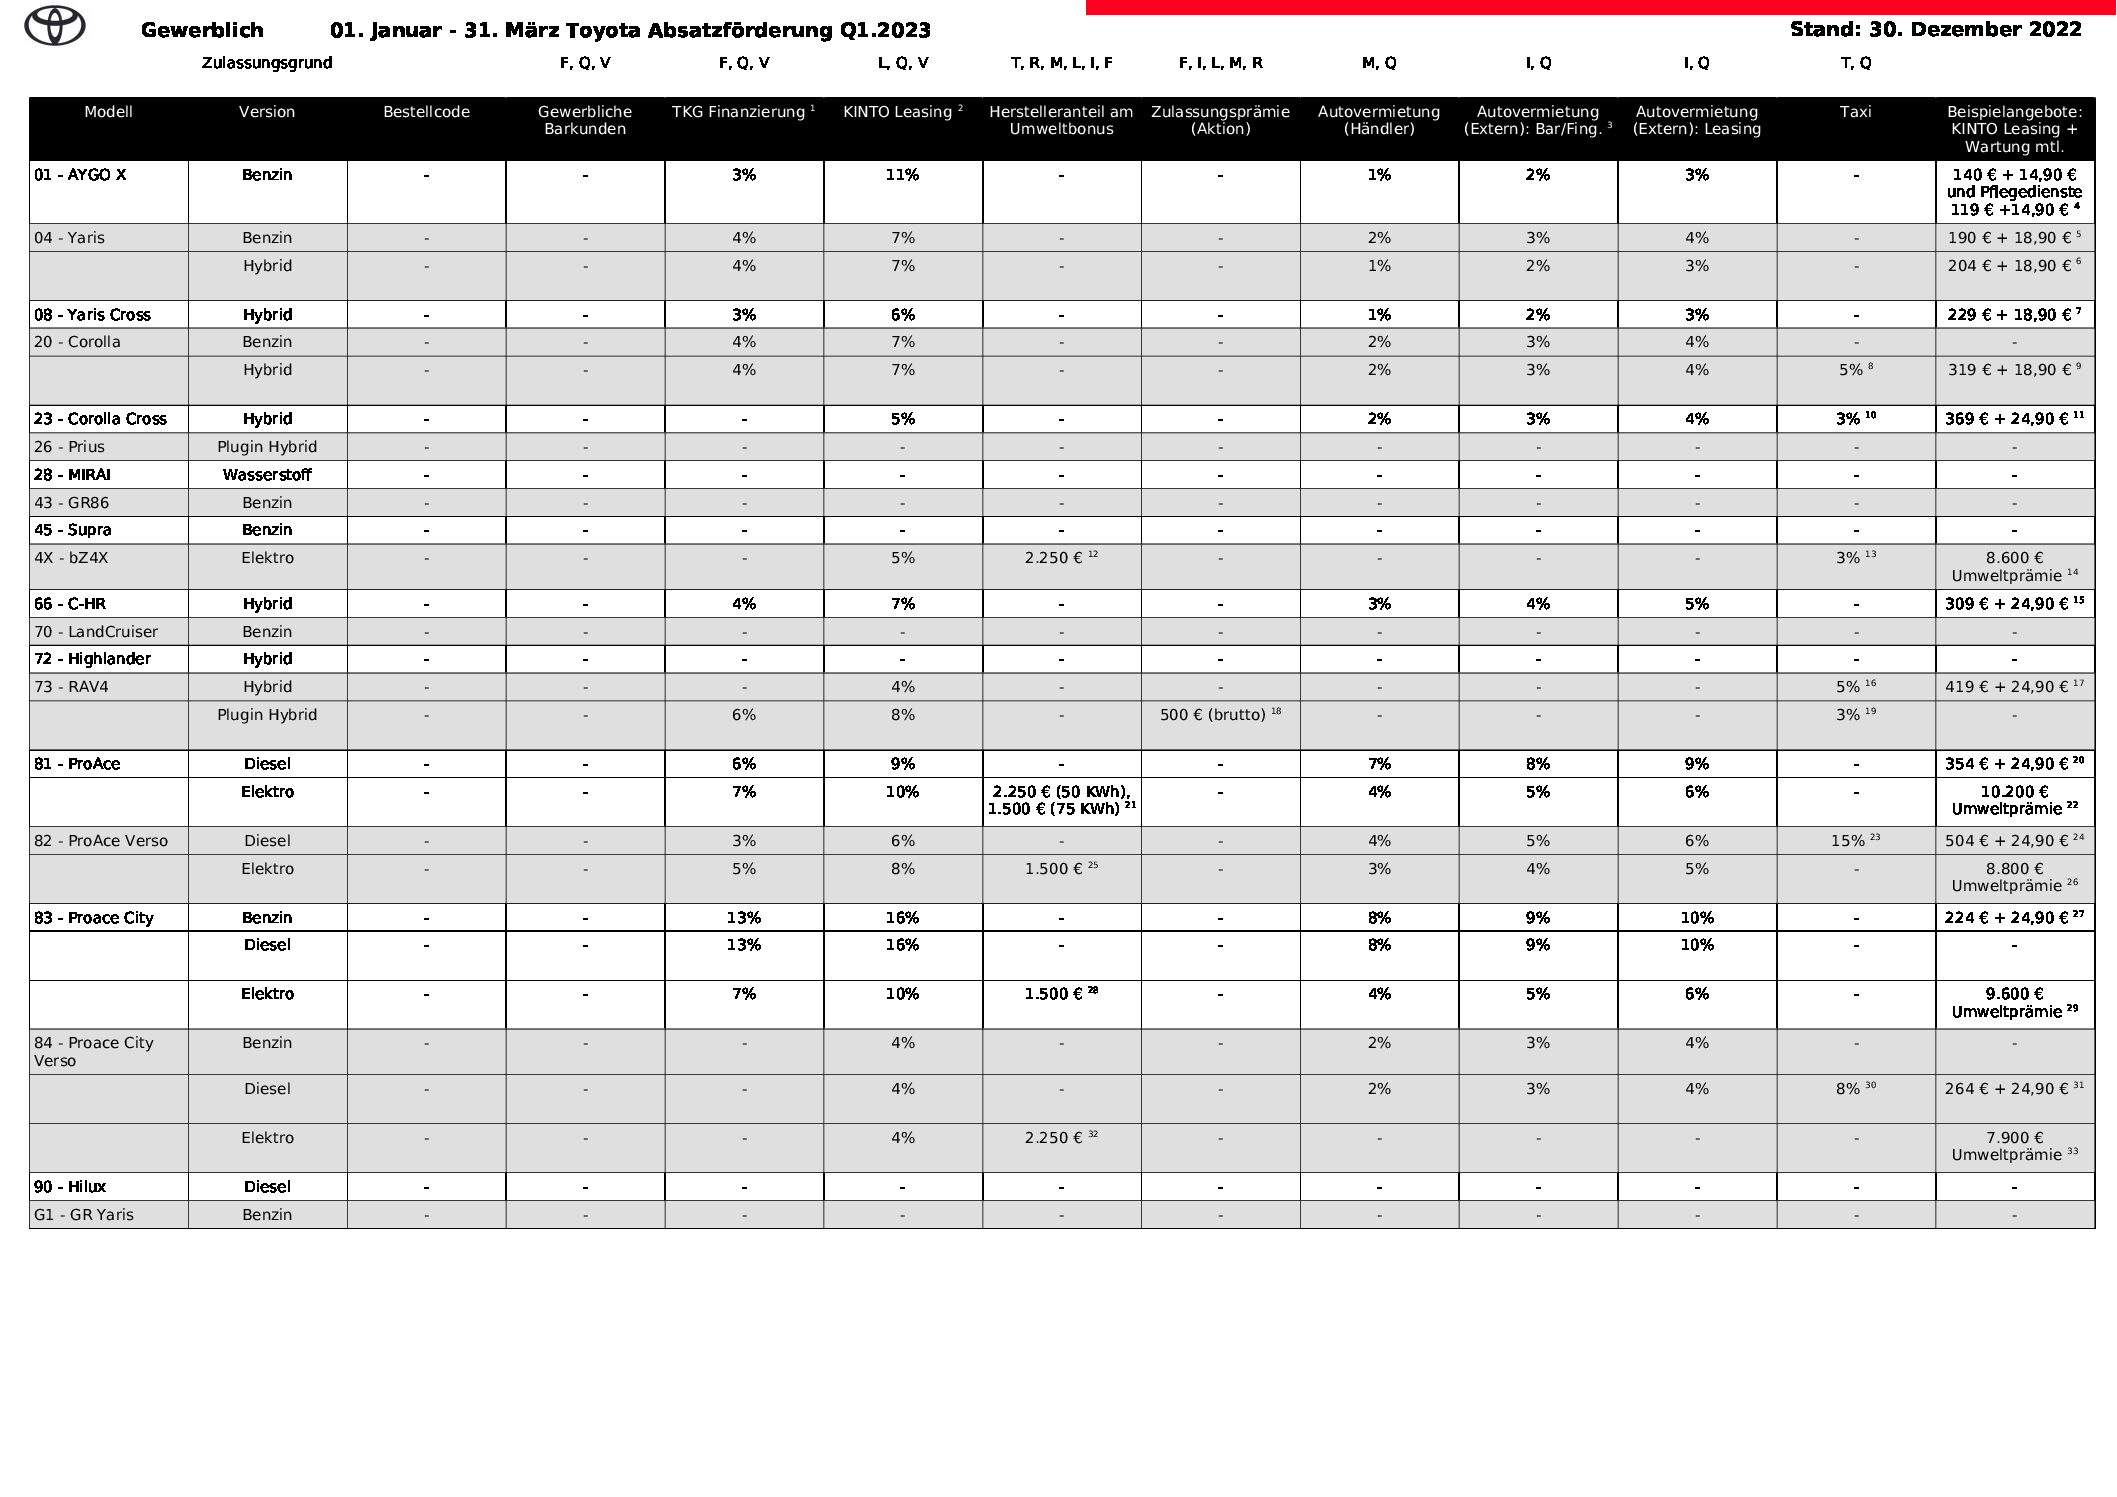 Gewerblich 01. Januar - 31. März Toyota Absatzförderung Q1.2023 Stand: 30. Dezember 2022
Zulassungsgrund F, Q, V F, Q, V L, Q, V T, R, M, L, I, F F, I, L, M, R M, Q I, Q I, Q T, Q
Modell Version Bestellcode Gewerbliche TKG Finanzierung 1 KINTO Leasing 2 Herstelleranteil am Zulassungsprämie Autovermietung Autovermietung Autovermietung Taxi Beispielangebote:
Barkunden Umweltbonus (Aktion) (Händler) (Extern): Bar/Fing. 3 (Extern): Leasing KINTO Leasing +
Wartung mtl.
01 - AYGO X Benzin - - 3% 11% - - 1% 2% 3% - 140 € + 14,90 €
und Pflegedienste
119 € +14,90 € 4
04 - Yaris Benzin - - 4% 7% - - 2% 3% 4% - 190 € + 18,90 € 5
Hybrid - - 4% 7% - - 1% 2% 3% - 204 € + 18,90 € 6
08 - Yaris Cross Hybrid - - 3% 6% - - 1% 2% 3% - 229 € + 18,90 € 7
20 - Corolla Benzin - - 4% 7% - - 2% 3% 4% - -
Hybrid - - 4% 7% - - 2% 3% 4% 5% 8 319 € + 18,90 € 9
23 - Corolla Cross Hybrid - - - 5% - - 2% 3% 4% 3% 10 369 € + 24,90 € 11
26 - Prius Plugin Hybrid - - - - - - - - - - -
28 - MIRAI Wasserstoff - - - - - - - - - - -
43 - GR86 Benzin - - - - - - - - - - -
45 - Supra Benzin - - - - - - - - - - -
4X - bZ4X Elektro - - - 5% 2.250 € 12 - - - - 3% 13 8.600 €
Umweltprämie 14
66 - C-HR Hybrid - - 4% 7% - - 3% 4% 5% - 309 € + 24,90 € 15
70 - LandCruiser Benzin - - - - - - - - - - -
72 - Highlander Hybrid - - - - - - - - - - -
73 - RAV4 Hybrid - - - 4% - - - - - 5% 16 419 € + 24,90 € 17
Plugin Hybrid - - 6% 8% - 500 € (brutto) 18 - - - 3% 19 -
81 - ProAce Diesel - - 6% 9% - - 7% 8% 9% - 354 € + 24,90 € 20
Elektro - - 7% 10% 2.250 € (50 KWh), - 4% 5% 6% - 10.200 €
1.500 € (75 KWh) 21 Umweltprämie 22
82 - ProAce Verso Diesel - - 3% 6% - - 4% 5% 6% 15% 23 504 € + 24,90 € 24
Elektro - - 5% 8% 1.500 € 25 - 3% 4% 5% - 8.800 €
Umweltprämie 26
83 - Proace City Benzin - - 13% 16% - - 8% 9% 10% - 224 € + 24,90 € 27
Diesel - - 13% 16% - - 8% 9% 10% - -
Elektro - - 7% 10% 1.500 € 28 - 4% 5% 6% - 9.600 €
Umweltprämie 29
84 - Proace City Benzin - - - 4% - - 2% 3% 4% - -
Verso
Diesel - - - 4% - - 2% 3% 4% 8% 30 264 € + 24,90 € 31
Elektro - - - 4% 2.250 € 32 - - - - - 7.900 €
Umweltprämie 33
90 - Hilux Diesel - - - - - - - - - - -
G1 - GR Yaris Benzin - - - - - - - - - - -